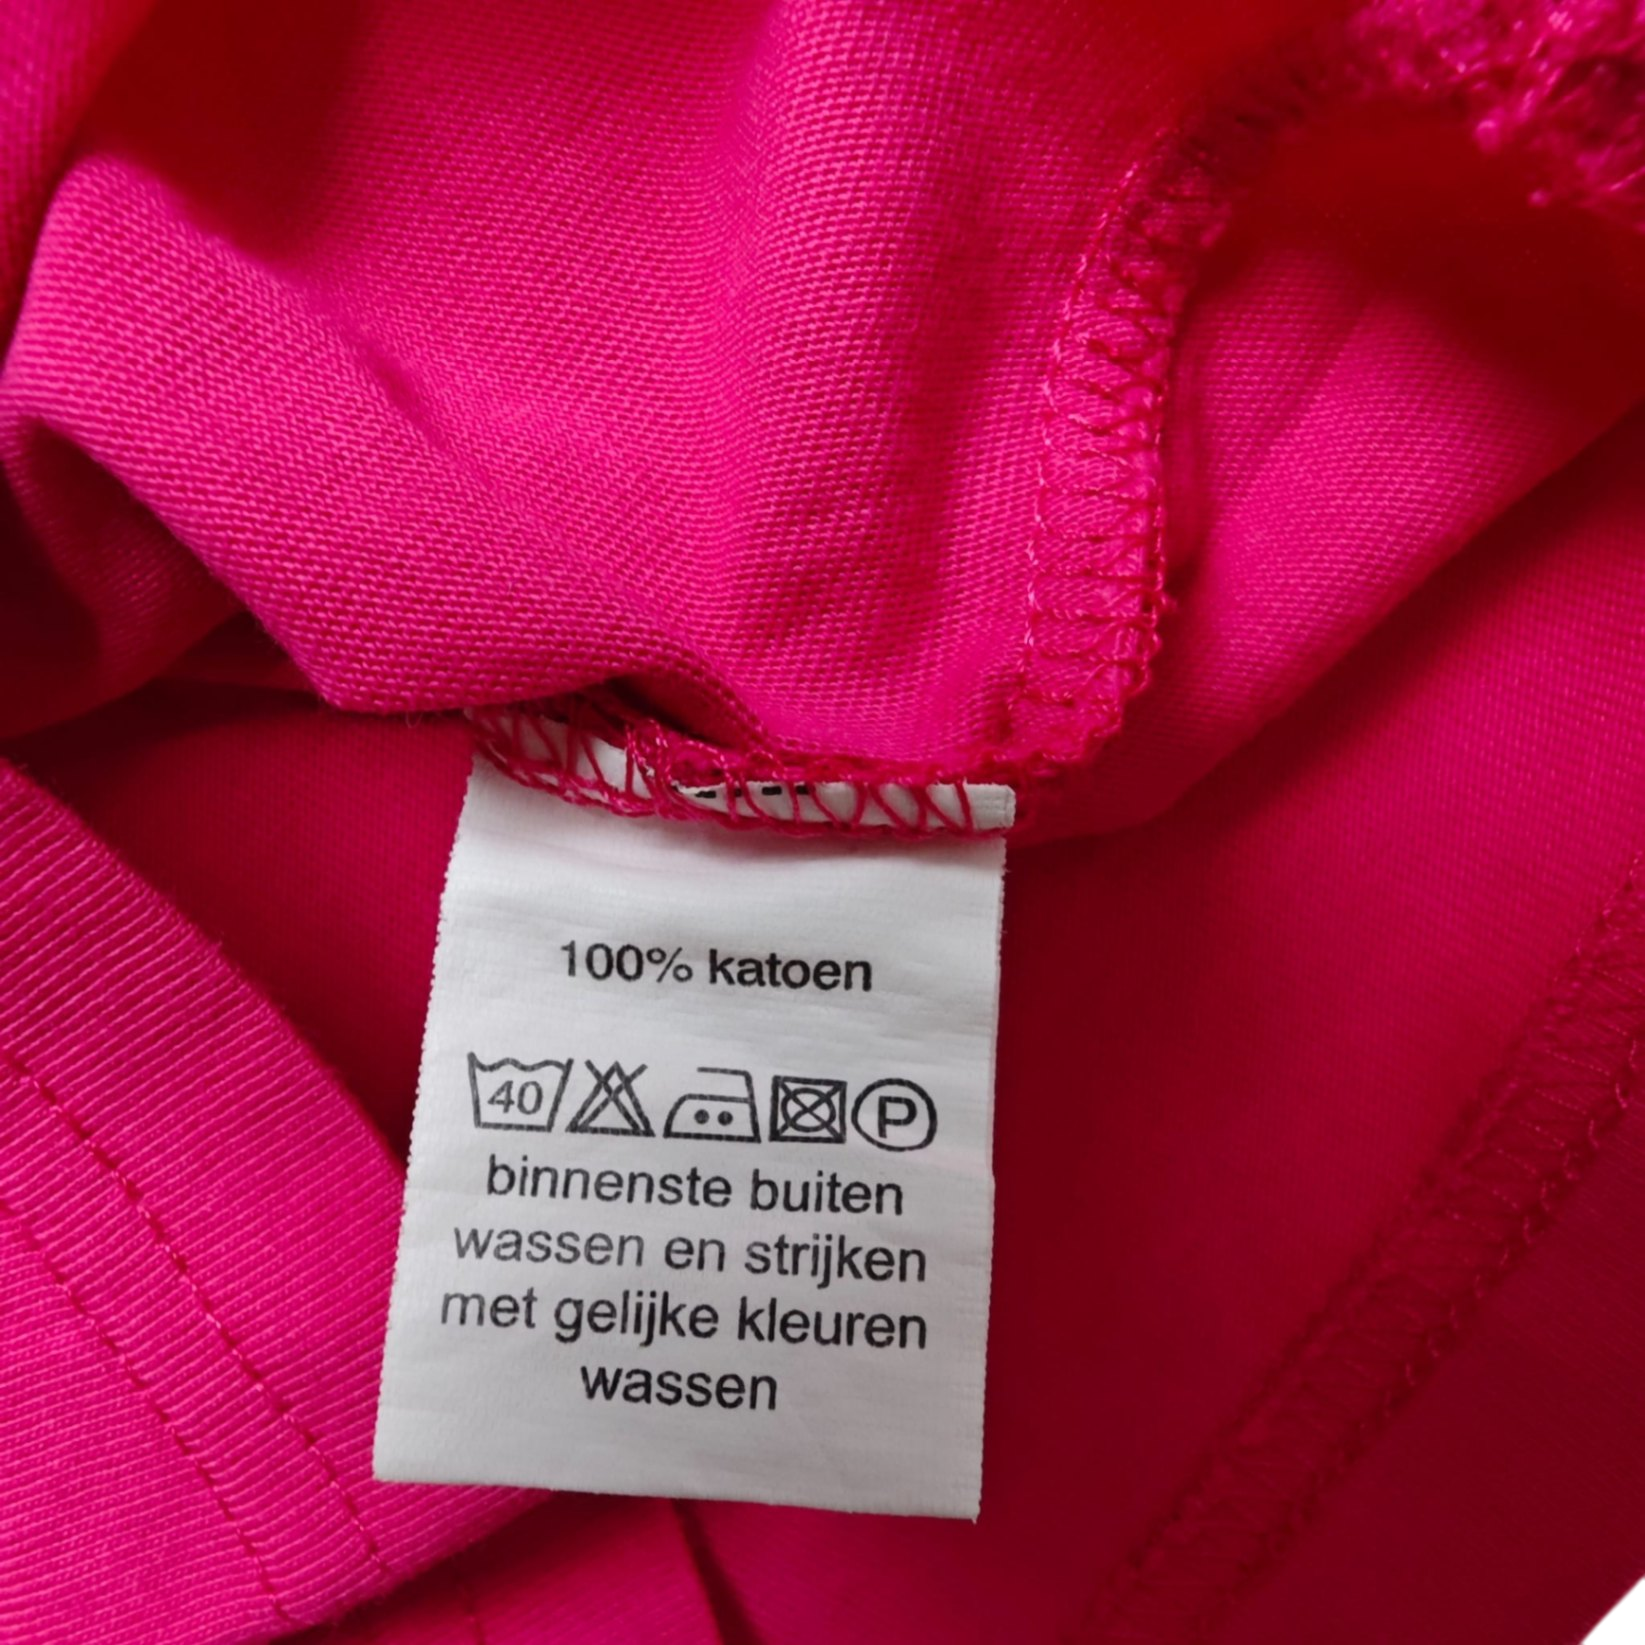 100% katoen
40 P
binnenste buiten
wassen en strijken
met gelijke kleuren
wassen